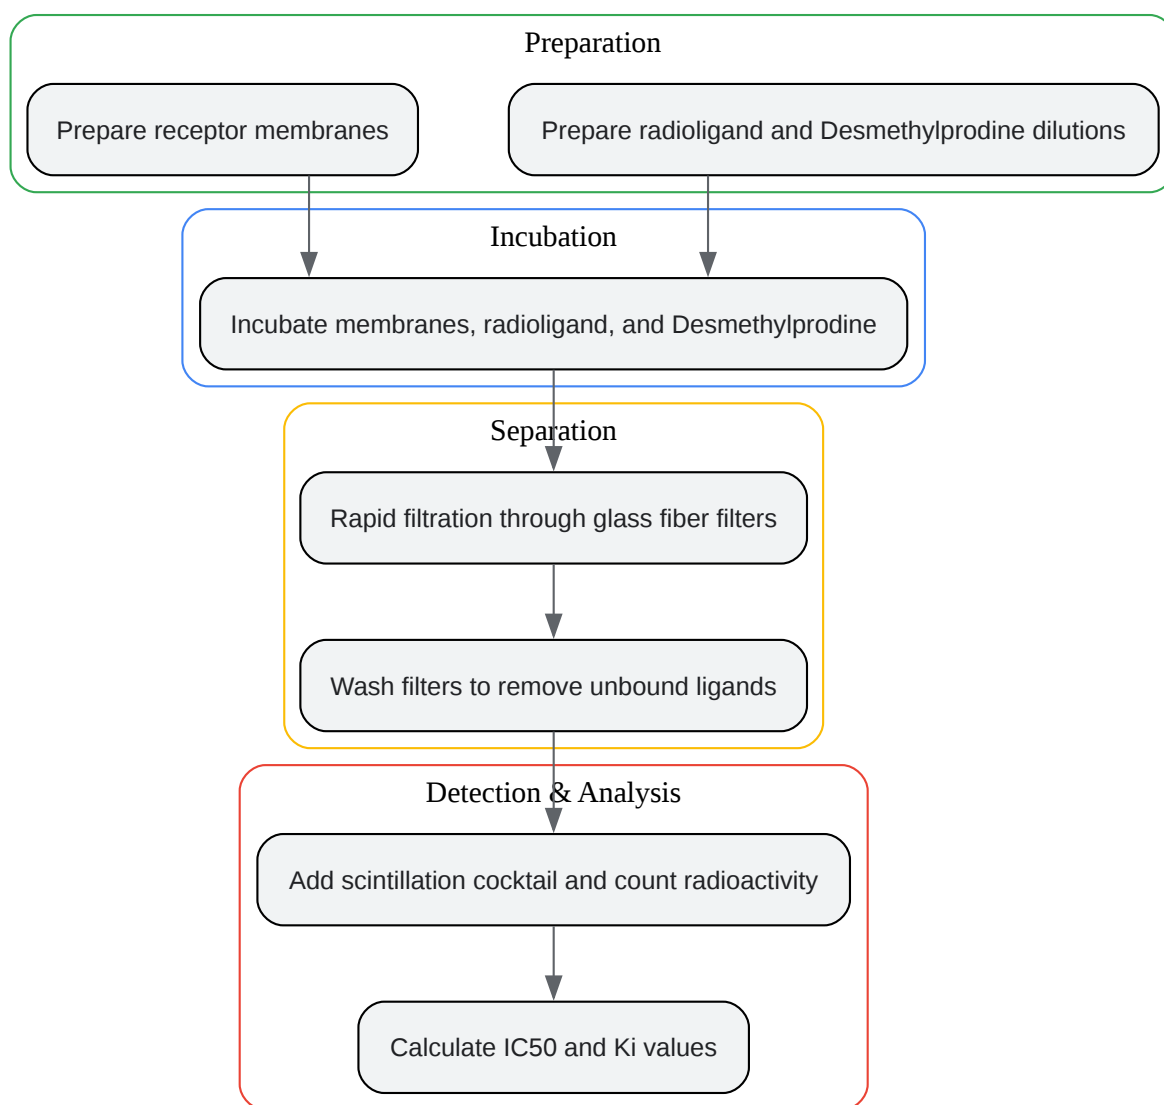 Preparation
Prepare receptor membranes
Prepare radioligand and Desmethylprodine dilutions
Incubation
Incubate membranes, radioligand, and Desmethylprodine
Separation
Rapid filtration through glass fiber filters
Wash filters to remove unbound ligands
Detection & Analysis
Add scintillation cocktail and count radioactivity
Calculate IC50 and Ki values